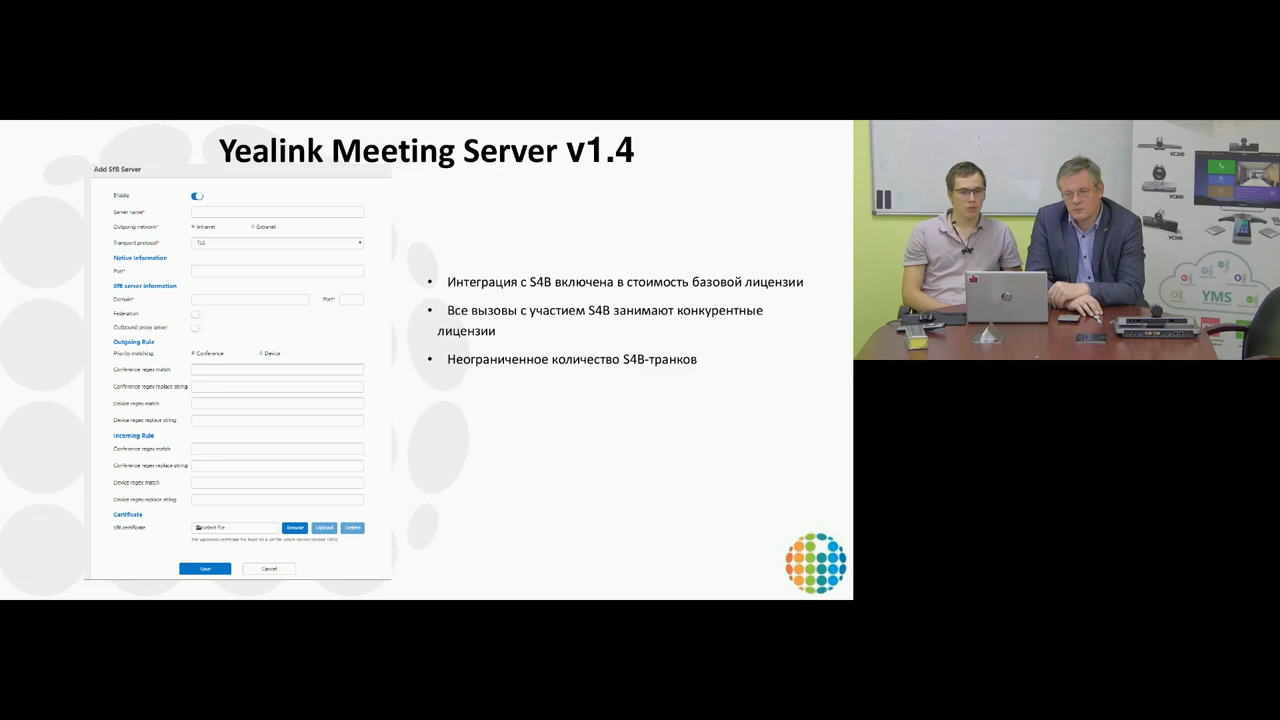 Yealink Meeting Server v1.4
Add SfB Server
Enable
Server name*
Outgoing network* Intranet Extranet
Transport protocol* TLS
Native Information
Port*
SfB server information
Domain* Port*
Federation
Outbound proxy server
Outgoing Rule
Priority matching: Conference Device
Conference regex match
Conference regex replace string
Device regex match
Device regex replace string
Incoming Rule
Conference regex match
Conference regex replace string
Device regex match
Device regex replace string
Certificate
SfB certificate Select file Browse Upload Delete
Save Cancel
• Интеграция с S4B включена в стоимость базовой лицензии
• Все вызовы с участием S4B занимают конкурентные
лицензии
• Неограниченное количество S4B-транков
VC200
VC800
VC500
YMS
hp